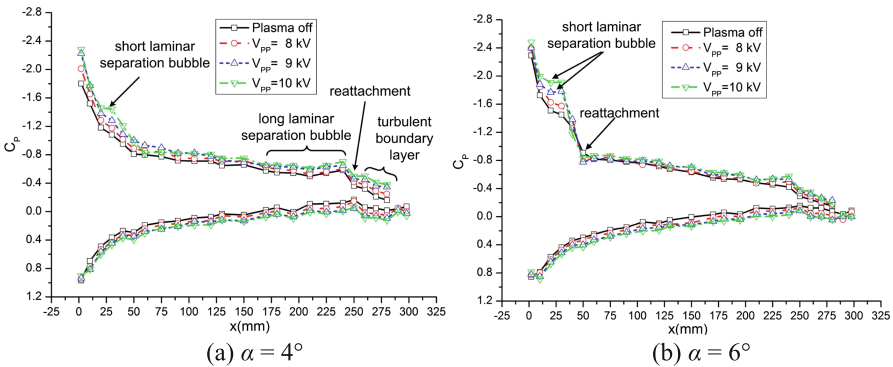 -2.8
-2.4
-2.0
-1.6
-1.2
-0.8
-0.4
0.0
0.4
0.8
1.2
C_P
-25 0 25 50 75 100 125 150 175 200 225 250 275 300 325
x(mm)
Plasma off
V_PP= 8 kV
V_PP= 9 kV
V_PP=10 kV
short laminar
separation bubble
reattachment
long laminar
separation bubble
turbulent
boundary
layer
(a) α = 4°
-2.8
-2.4
-2.0
-1.6
-1.2
-0.8
-0.4
0.0
0.4
0.8
1.2
C_P
-25 0 25 50 75 100 125 150 175 200 225 250 275 300 325
x(mm)
Plasma off
V_PP= 8 kV
V_PP= 9 kV
V_PP=10 kV
short laminar
separation bubble
reattachment
(b) α = 6°